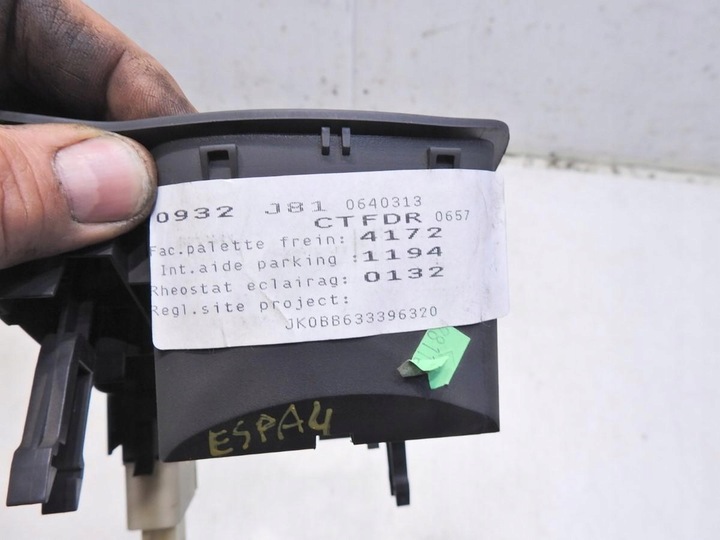 0932 J81 0640313
CTFDR 0657
Fac.palette frein: 4172
Int.aide parking :1194
Rheostat eclairag: 0132
Regl.site project:
JK0BB633396320
ESPA4